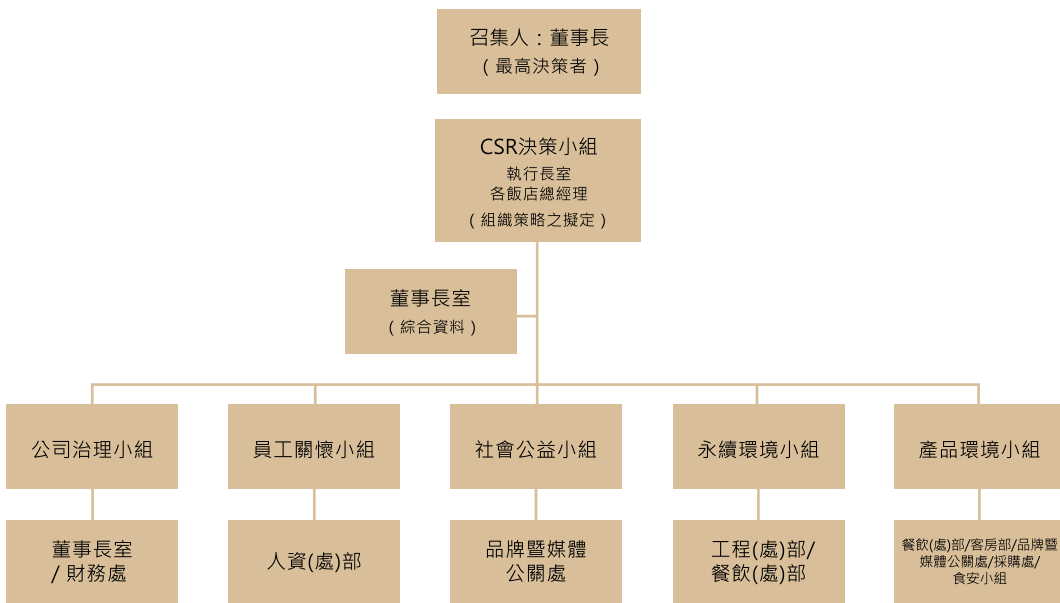 召集人：董事長
（最高決策者）
CSR決策小組
執行長室
各飯店總經理
（組織策略之擬定）
董事長室
（綜合資料）
公司治理小組
員工關懷小組
社會公益小組
永續環境小組
產品環境小組
董事長室
/ 財務處
人資(處)部
品牌暨媒體
公關處
工程(處)部/
餐飲(處)部
餐飲(處)部/客房部/品牌暨
媒體公關處/採購處/
食安小組